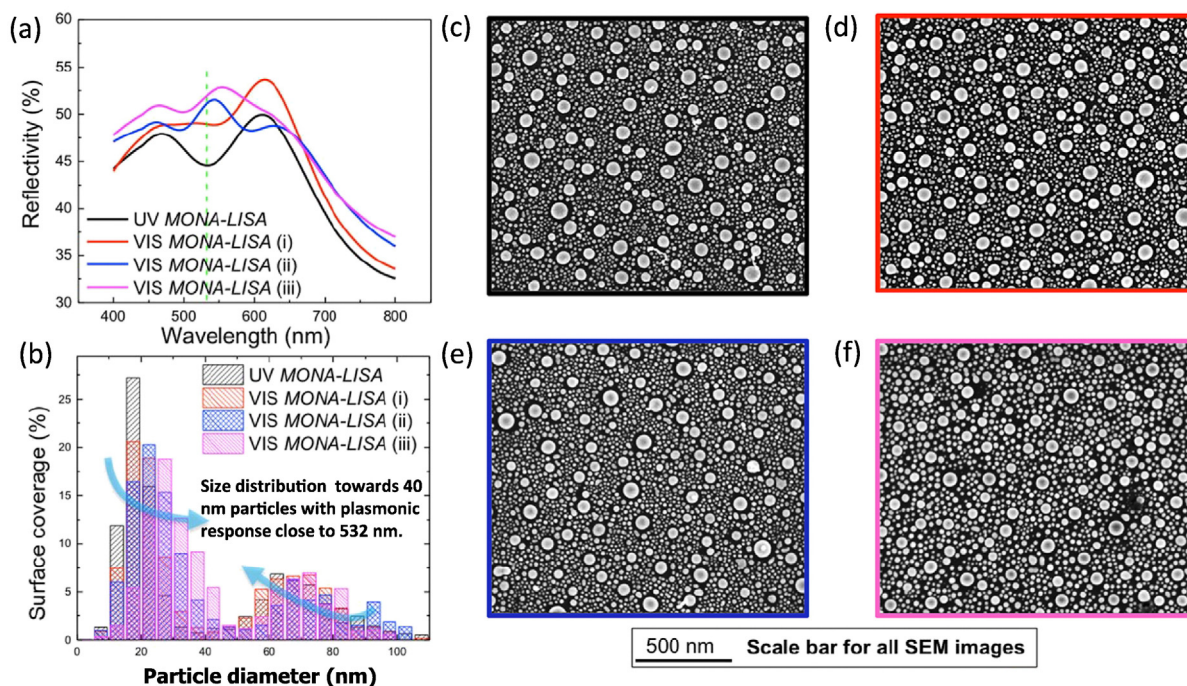 (a)
Reflectivity (%)
60
55
50
45
40
35
30
UV MONA-LISA
VIS MONA-LISA (i)
VIS MONA-LISA (ii)
VIS MONA-LISA (iii)
400 500 600 700 800
Wavelength (nm)
(b)
Surface coverage (%)
25
20
15
10
5
0
UV MONA-LISA
VIS MONA-LISA (i)
VIS MONA-LISA (ii)
VIS MONA-LISA (iii)
Size distribution towards 40
nm particles with plasmonic
response close to 532 nm.
0 20 40 60 80 100
Particle diameter (nm)
(c)
(d)
(e)
(f)
500 nm Scale bar for all SEM images